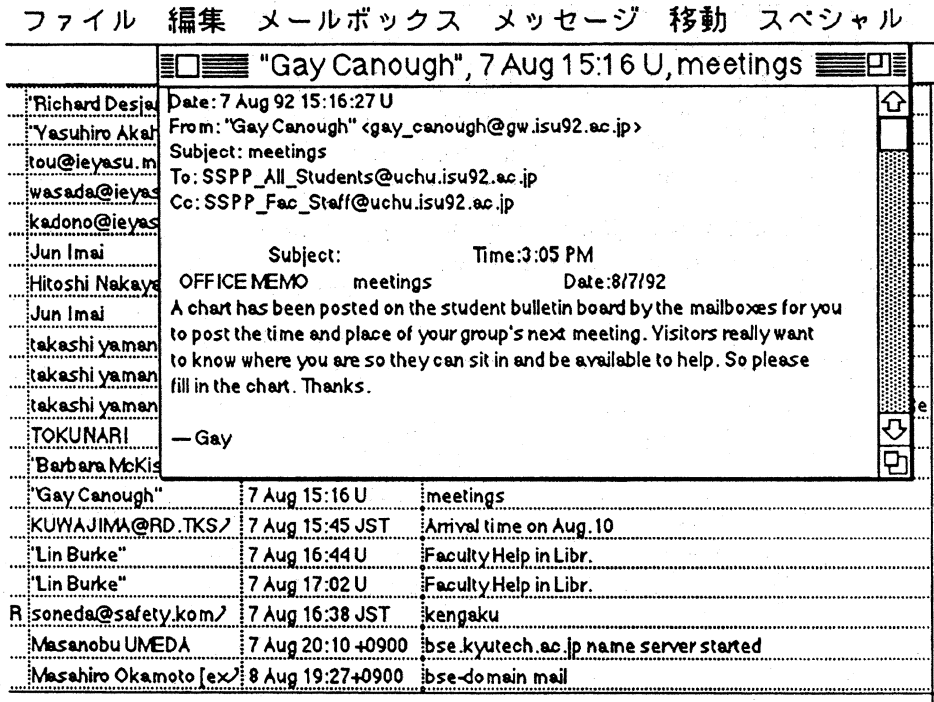 ファイル 編集 メールボックス メッセージ 移動 スペシャル
"Gay Canough", 7 Aug 15:16 U, meetings
Date: 7 Aug 92 15:16:27 U
From: "Gay Canough" <gay_canough@gw.isu92.ac.jp>
Subject: meetings
To: SSPP_All_Students@uchu.isu92.ac.jp
Cc: SSPP_Fac_Staff@uchu.isu92.ac.jp
Subject: Time:3:05 PM
OFFICE MEMO meetings Date:8/7/92
A chart has been posted on the student bulletin board by the mailboxes for you
to post the time and place of your group's next meeting. Visitors really want
to know where you are so they can sit in and be available to help. So please
fill in the chart. Thanks.
— Gay
"Richard Desja
"Yasuhiro Akah
tou@ieyasu.m
wasada@ieyas
kadono@ieyas
Jun Imai
Hitoshi Nakaya
Jun Imai
takashi yaman
takashi yaman
takashi yaman
TOKUNARI
"Barbara McKis
"Gay Canough" 7 Aug 15:16 U meetings
KUWAJIMA@RD.TKS 7 Aug 15:45 JST Arrival time on Aug.10
"Lin Burke" 7 Aug 16:44 U Faculty Help in Libr.
"Lin Burke" 7 Aug 17:02 U Faculty Help in Libr.
R soneda@safety.kom 7 Aug 16:38 JST kengaku
Masanobu UMEDA 7 Aug 20:10 +0900 bse.kyutech.ac.jp name server started
Masahiro Okamoto [ex 8 Aug 19:27+0900 bse-domain mail